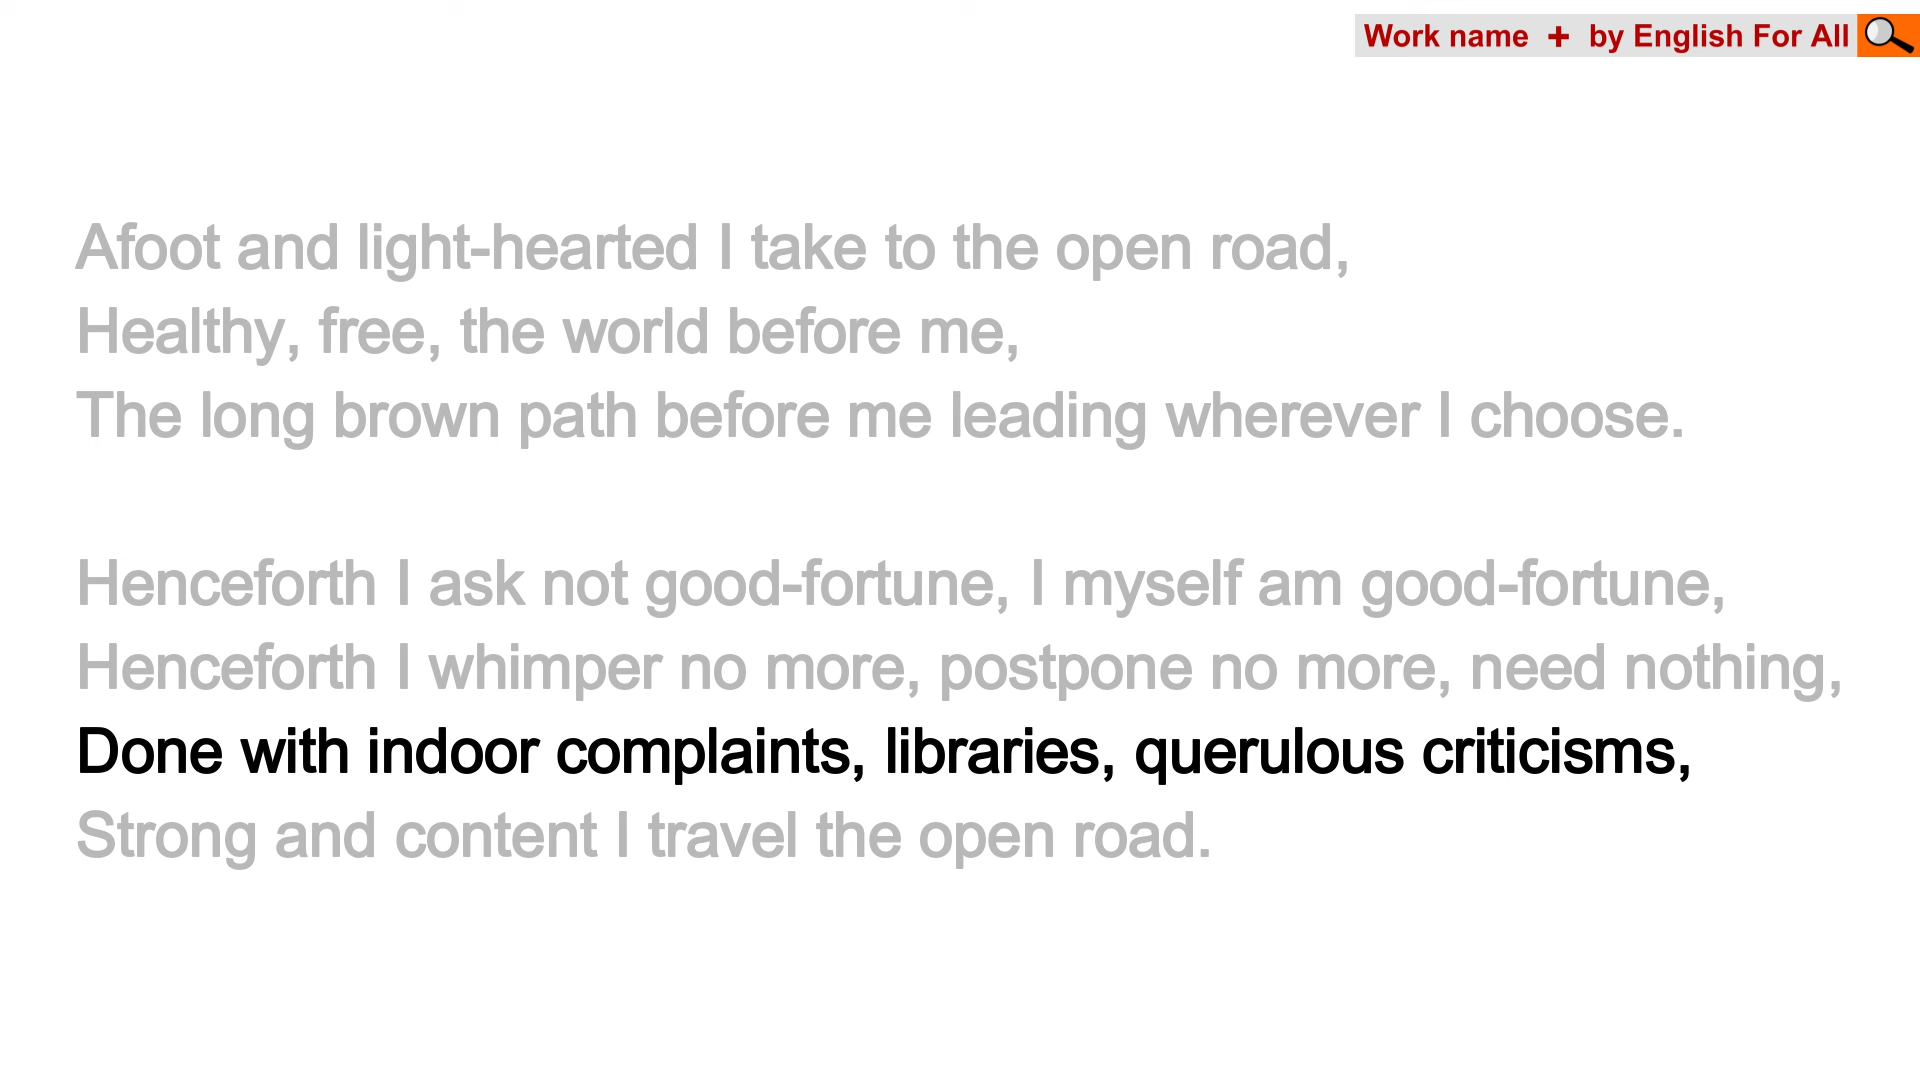 Work name + by English For All
Afoot and light-hearted I take to the open road,
Healthy, free, the world before me,
The long brown path before me leading wherever I choose.
Henceforth I ask not good-fortune, I myself am good-fortune,
Henceforth I whimper no more, postpone no more, need nothing,
Done with indoor complaints, libraries, querulous criticisms,
Strong and content I travel the open road.